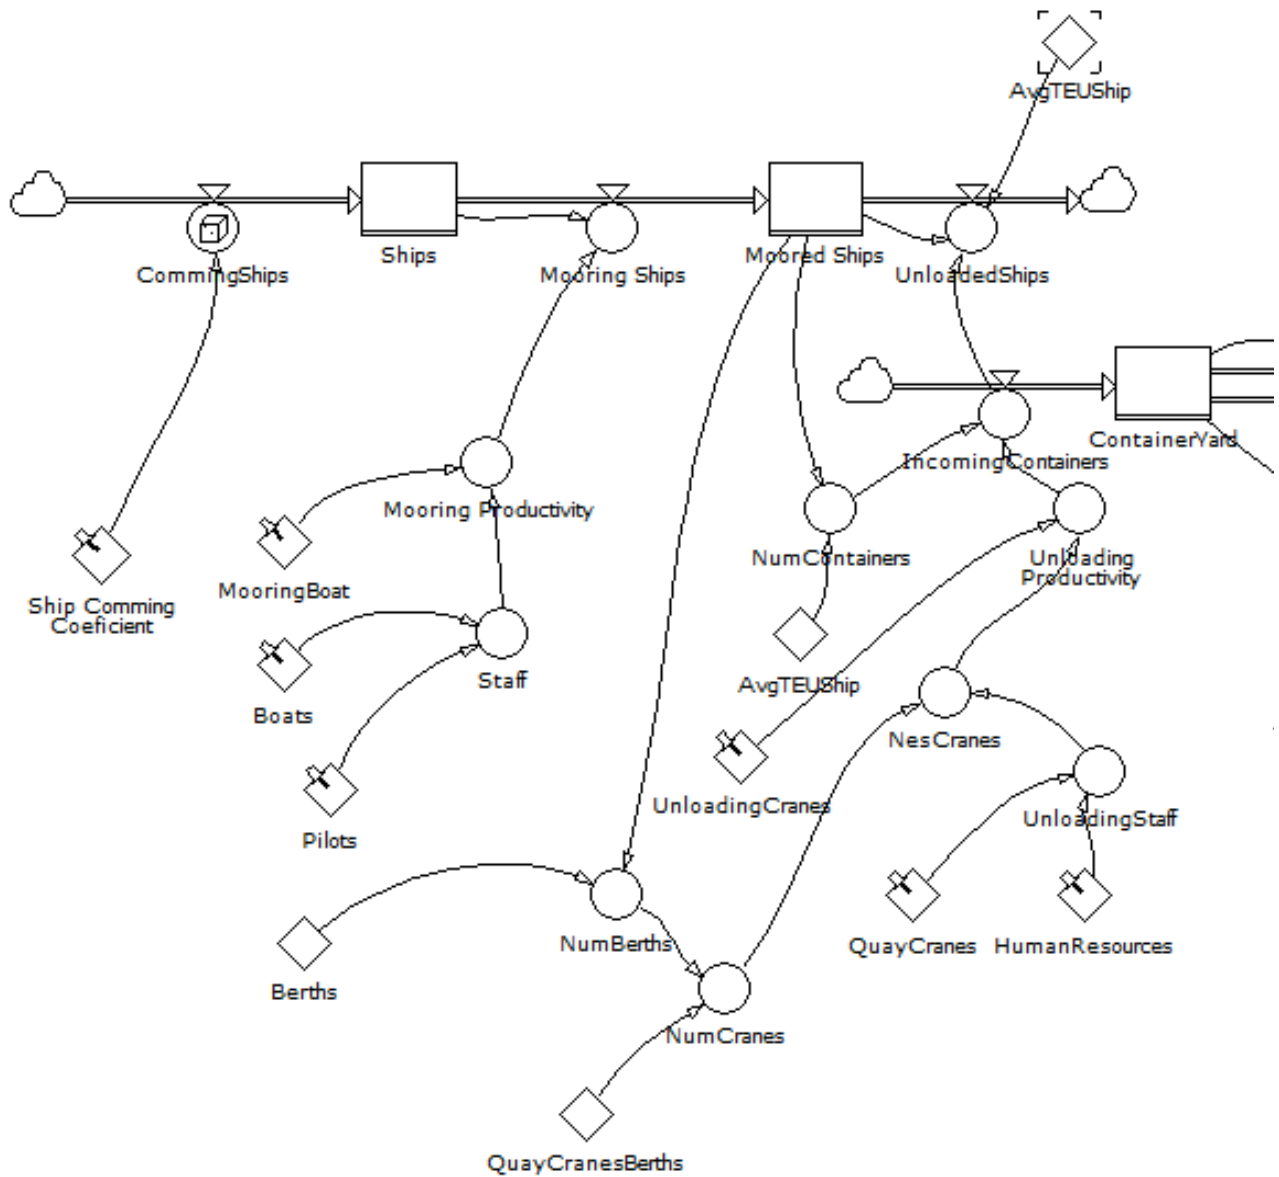 AvgTEUShip
CommingShips
Ships
Mooring Ships
Moored Ships
UnloadedShips
ContainerYard
IncomingContainers
Mooring Productivity
NumContainers
Unloading
Productivity
MooringBoat
Ship Comming
Coeficient
Staff
AvgTEUShip
Boats
NesCranes
UnloadingCranes
UnloadingStaff
Pilots
NumBerths
QuayCranes
HumanResources
Berths
NumCranes
QuayCranesBerths